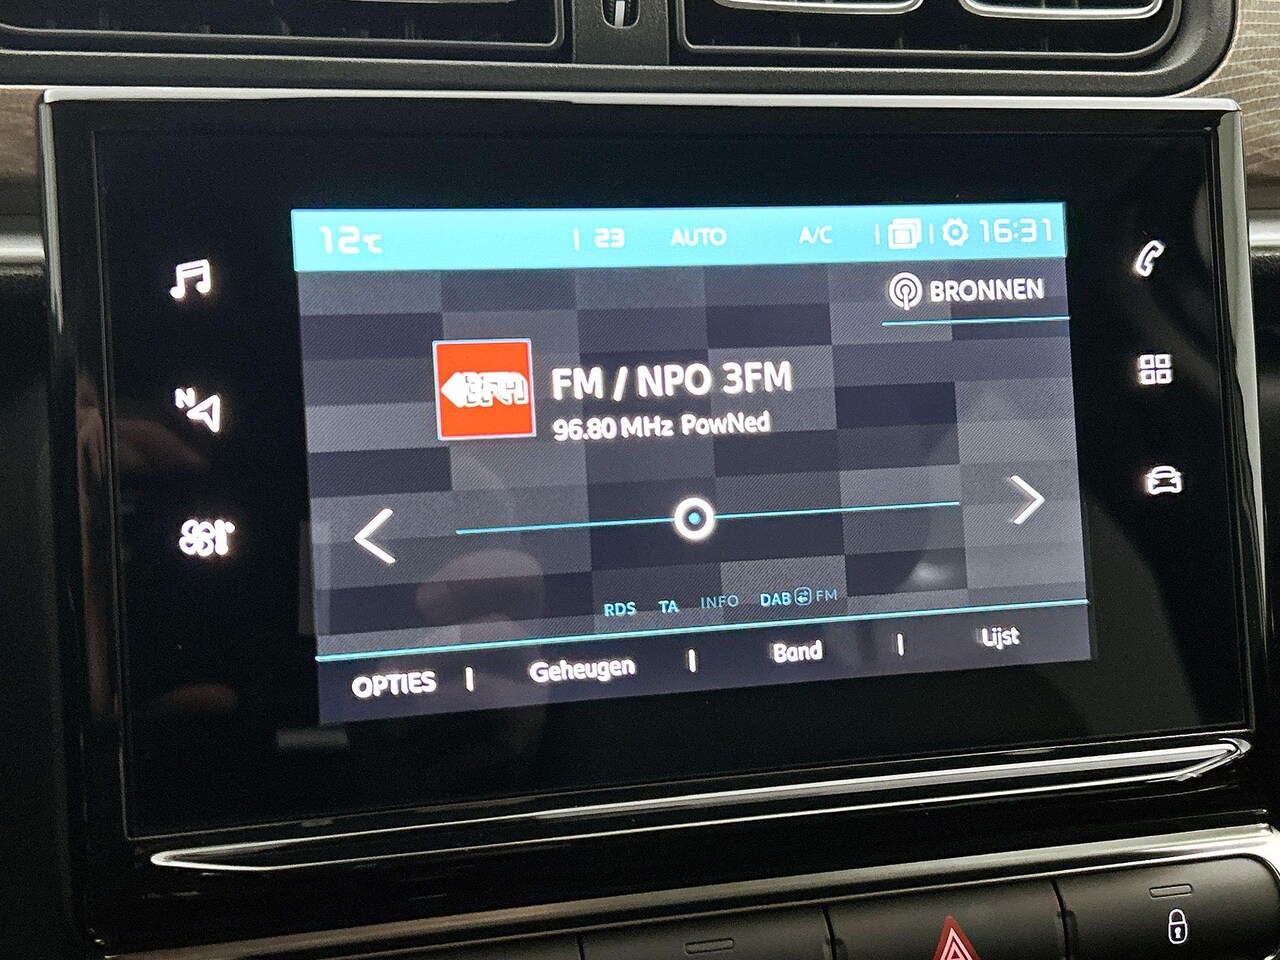 12°C 23 AUTO A/C 16:31
BRONNEN
N
3FM
FM / NPO 3FM
96.80 MHz PowNed
RDS TA INFO DAB FM
OPTIES Geheugen Band Lijst